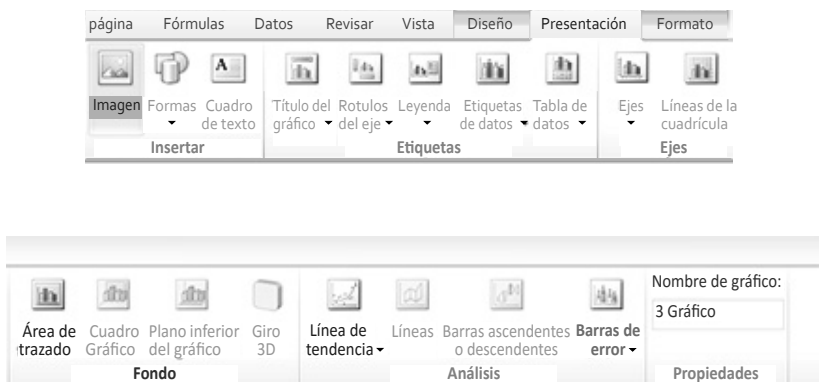 página Fórmulas Datos Revisar Vista Diseño Presentación Formato
Imagen Formas Cuadro de texto
Título del gráfico Rotulos del eje Leyenda Etiquetas de datos Tabla de datos
Ejes Líneas de la cuadrícula
Insertar Etiquetas Ejes
Nombre de gráfico:
3 Gráfico
Área de trazado Cuadro Gráfico Plano inferior del gráfico Giro 3D
Línea de tendencia Líneas Barras ascendentes o descendentes Barras de error
Fondo Análisis Propiedades